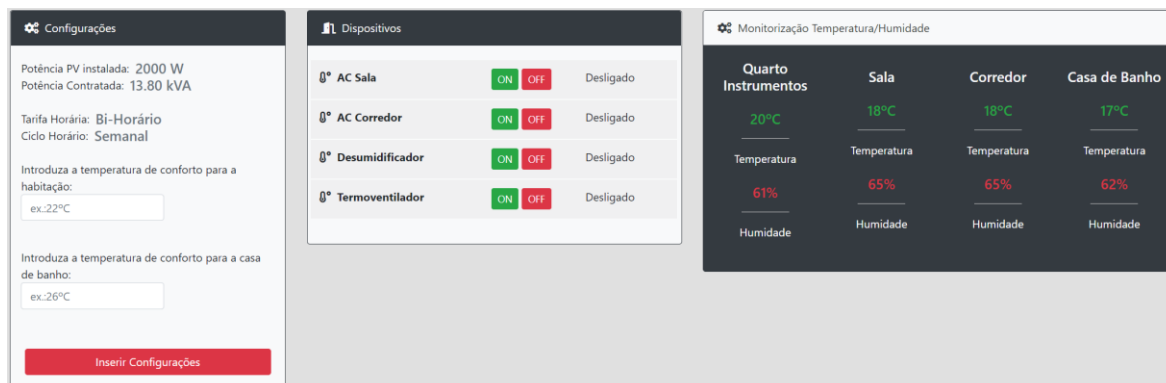 Configurações
Potência PV instalada: 2000 W
Potência Contratada: 13.80 kVA
Tarifa Horária: Bi-Horário
Ciclo Horário: Semanal
Introduza a temperatura de conforto para a
habitação:
ex.:22ºC
Introduza a temperatura de conforto para a casa
de banho:
ex.:26ºC
Inserir Configurações
Dispositivos
AC Sala ON OFF Desligado
AC Corredor ON OFF Desligado
Desumidificador ON OFF Desligado
Termoventilador ON OFF Desligado
Monitorização Temperatura/Humidade
Quarto
Instrumentos
20ºC
Temperatura
61%
Humidade
Sala
18ºC
Temperatura
65%
Humidade
Corredor
18ºC
Temperatura
65%
Humidade
Casa de Banho
17ºC
Temperatura
62%
Humidade